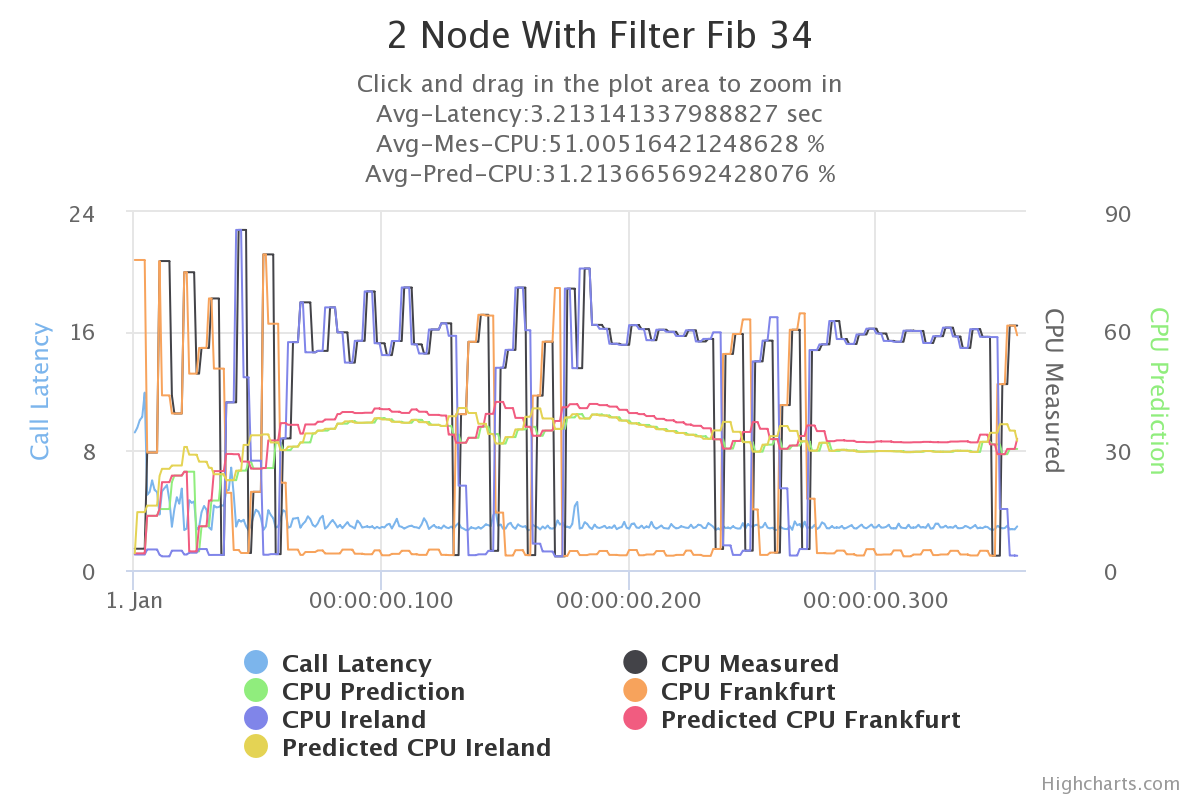 2 Node With Filter Fib 34
Click and drag in the plot area to zoom in
Avg-Latency:3.213141337988827 sec
Avg-Mes-CPU:51.00516421248628 %
Avg-Pred-CPU:31.213665692428076 %
24
16
8
0
Call Latency
90
60
30
0
CPU Measured
CPU Prediction
1. Jan
00:00:00.100
00:00:00.200
00:00:00.300
Call Latency
CPU Measured
CPU Prediction
CPU Frankfurt
CPU Ireland
Predicted CPU Frankfurt
Predicted CPU Ireland
Highcharts.com